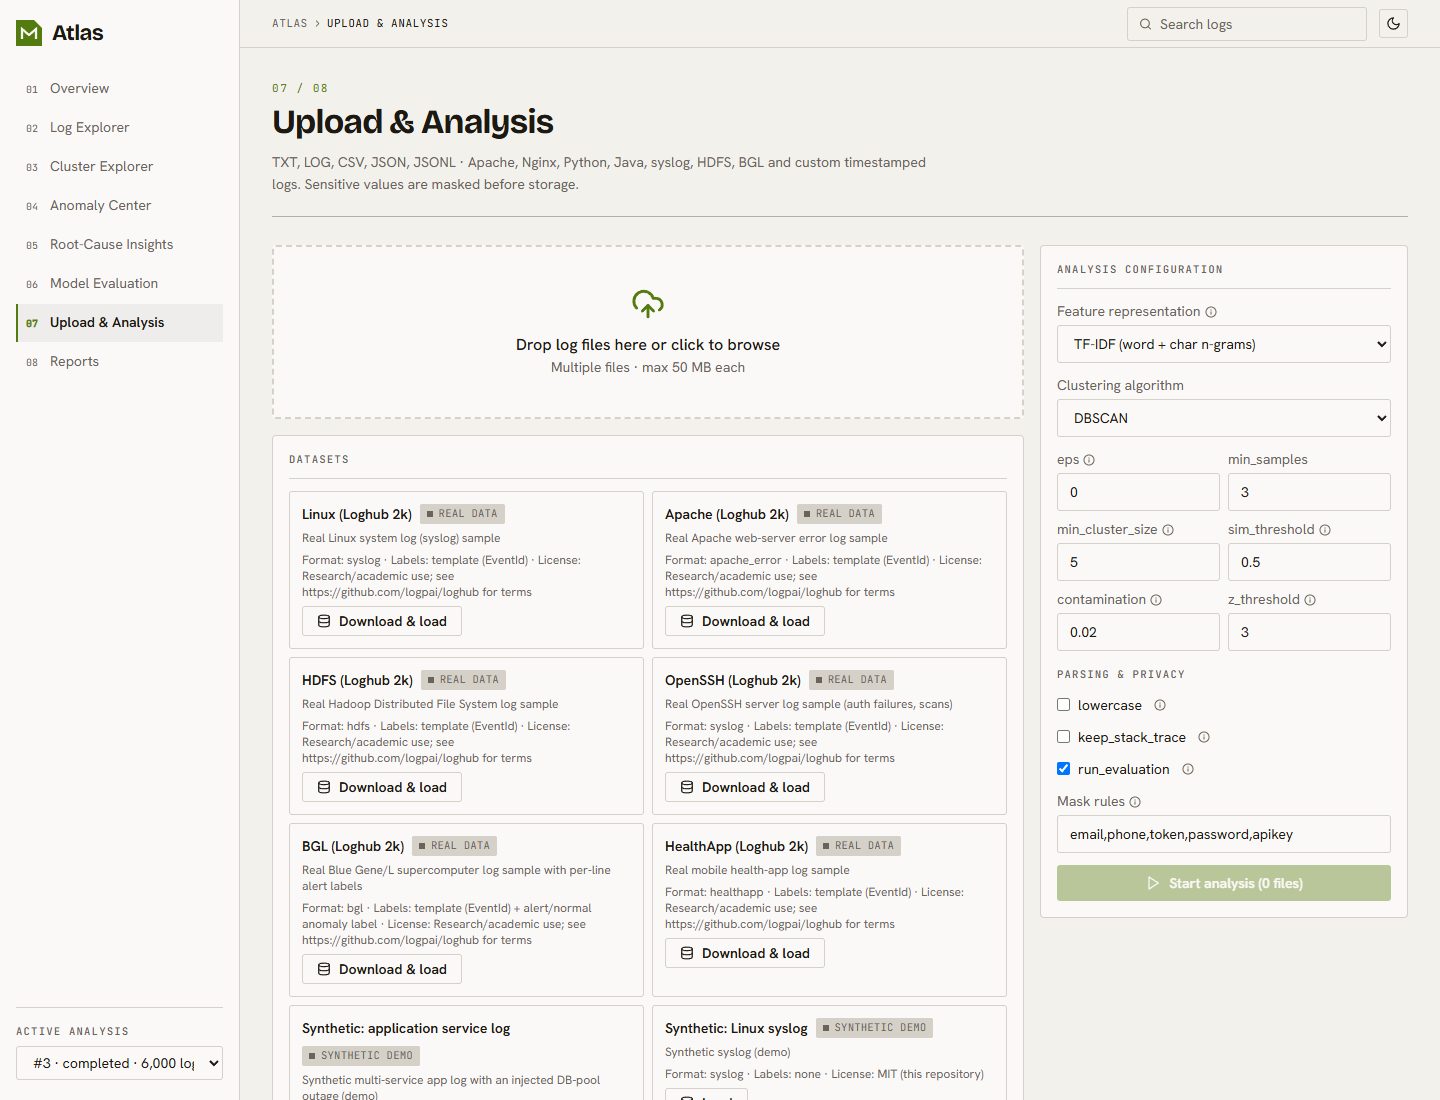 Atlas
01 Overview
02 Log Explorer
03 Cluster Explorer
04 Anomaly Center
05 Root-Cause Insights
06 Model Evaluation
07 Upload & Analysis
08 Reports
ACTIVE ANALYSIS
#3 · completed · 6,000 log
ATLAS › UPLOAD & ANALYSIS
Search logs
07 / 08
Upload & Analysis
TXT, LOG, CSV, JSON, JSONL · Apache, Nginx, Python, Java, syslog, HDFS, BGL and custom timestamped
logs. Sensitive values are masked before storage.
Drop log files here or click to browse
Multiple files · max 50 MB each
DATASETS
Linux (Loghub 2k) REAL DATA
Real Linux system log (syslog) sample
Format: syslog · Labels: template (EventId) · License:
Research/academic use; see
https://github.com/logpai/loghub for terms
Download & load
Apache (Loghub 2k) REAL DATA
Real Apache web-server error log sample
Format: apache_error · Labels: template (EventId) · License:
Research/academic use; see
https://github.com/logpai/loghub for terms
Download & load
HDFS (Loghub 2k) REAL DATA
Real Hadoop Distributed File System log sample
Format: hdfs · Labels: template (EventId) · License:
Research/academic use; see
https://github.com/logpai/loghub for terms
Download & load
OpenSSH (Loghub 2k) REAL DATA
Real OpenSSH server log sample (auth failures, scans)
Format: syslog · Labels: template (EventId) · License:
Research/academic use; see
https://github.com/logpai/loghub for terms
Download & load
BGL (Loghub 2k) REAL DATA
Real Blue Gene/L supercomputer log sample with per-line
alert labels
Format: bgl · Labels: template (EventId) + alert/normal
anomaly label · License: Research/academic use; see
https://github.com/logpai/loghub for terms
Download & load
HealthApp (Loghub 2k) REAL DATA
Real mobile health-app log sample
Format: healthapp · Labels: template (EventId) · License:
Research/academic use; see
https://github.com/logpai/loghub for terms
Download & load
Synthetic: application service log
SYNTHETIC DEMO
Synthetic multi-service app log with an injected DB-pool
outage (demo)
Synthetic: Linux syslog SYNTHETIC DEMO
Synthetic syslog (demo)
Format: syslog · Labels: none · License: MIT (this repository)
ANALYSIS CONFIGURATION
Feature representation
TF-IDF (word + char n-grams)
Clustering algorithm
DBSCAN
eps min_samples
0 3
min_cluster_size sim_threshold
5 0.5
contamination z_threshold
0.02 3
PARSING & PRIVACY
lowercase
keep_stack_trace
run_evaluation
Mask rules
email,phone,token,password,apikey
Start analysis (0 files)